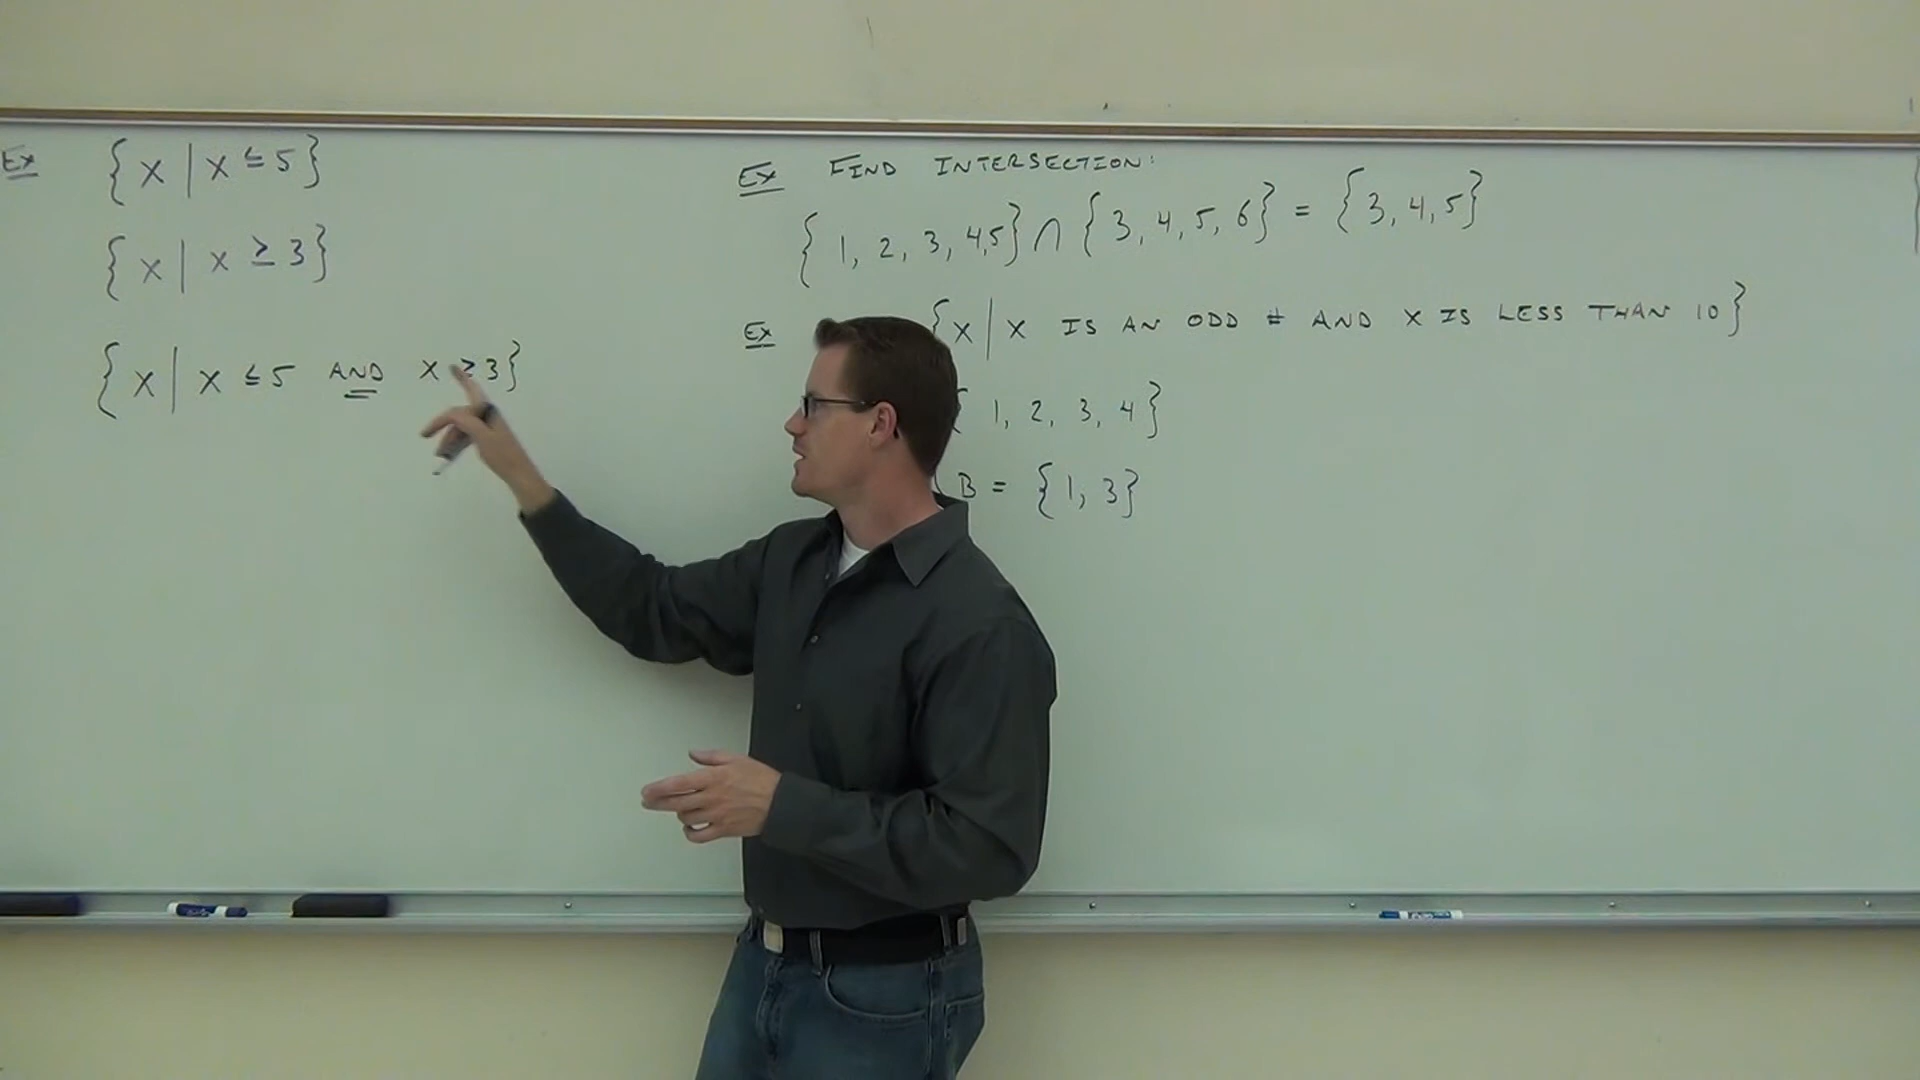 Ex { X | X ≤ 5 }
{ X | X ≥ 3 }
{ X | X ≤ 5 AND X ≥ 3 }
Ex FIND INTERSECTION:
{ 1, 2, 3, 4,5 } ∩ { 3, 4, 5, 6 } = { 3, 4, 5 }
Ex { X | X IS AN ODD # AND X IS LESS THAN 10 }
{ 1, 2, 3, 4 }
B = { 1, 3 }